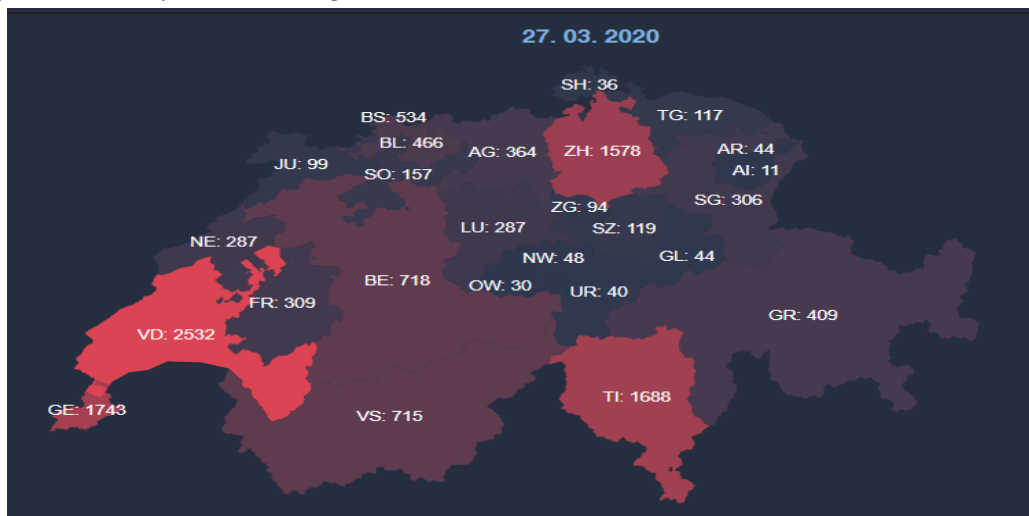 27. 03. 2020
SH: 36
BS: 534
TG: 117
BL: 466
AG: 364
ZH: 1578
AR: 44
JU: 99
SO: 157
AI: 11
SG: 306
ZG: 94
LU: 287
SZ: 119
NE: 287
NW: 48
GL: 44
BE: 718
OW: 30
UR: 40
FR: 309
GR: 409
VD: 2532
TI: 1688
GE: 1743
VS: 715